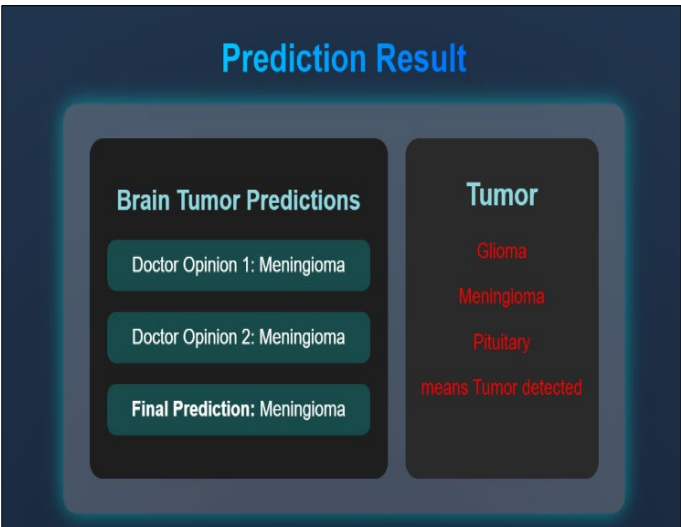 Prediction Result
Brain Tumor Predictions
Doctor Opinion 1: Meningioma
Doctor Opinion 2: Meningioma
Final Prediction: Meningioma
Tumor
Glioma
Meningioma
Pituitary
means Tumor detected